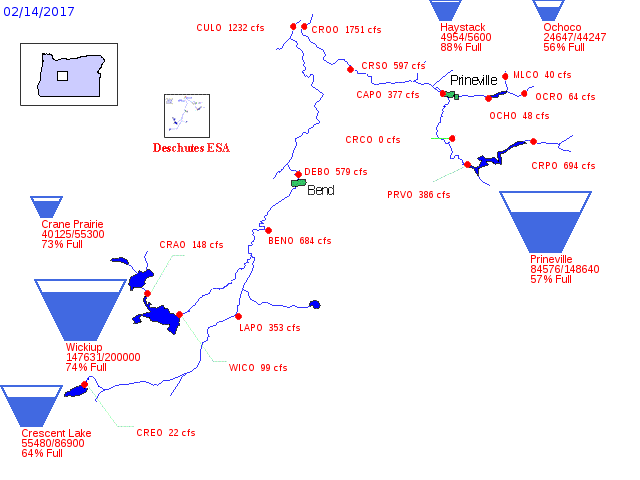 02/14/2017
CULO 1232 cfs
CROO 1751 cfs
Haystack
4954/5600
88% Full
Ochoco
24647/44247
56% Full
CRSO 597 cfs
Prineville
MLCO 40 cfs
CAPO 377 cfs
OCRO 64 cfs
OCHO 48 cfs
CRCO 0 cfs
Deschutes ESA
CRPO 694 cfs
DEBO 579 cfs
Bend
PRVO 386 cfs
Crane Prairie
40125/55300
73% Full
CRAO 148 cfs
BENO 684 cfs
Prineville
84576/148640
57% Full
LAPO 353 cfs
Wickiup
147631/200000
74% Full
WICO 99 cfs
Crescent Lake
55480/86900
64% Full
CREO 22 cfs